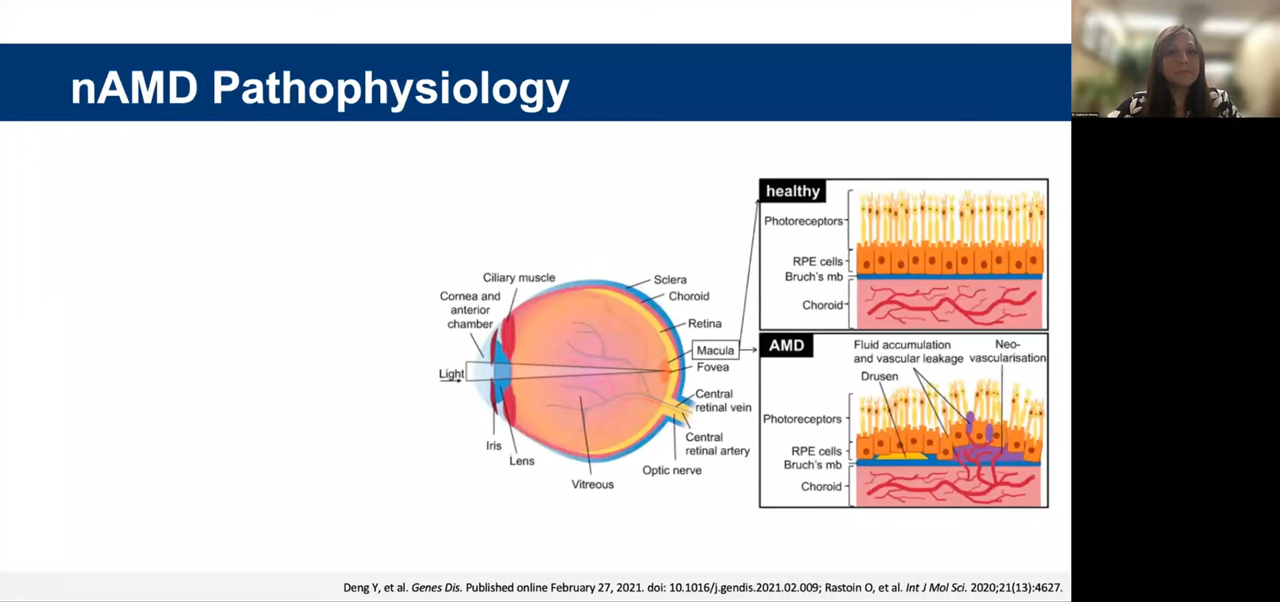 nAMD Pathophysiology
Ciliary muscle
Cornea and
anterior
chamber
Light
Iris
Lens
Vitreous
Sclera
Choroid
Retina
Macula
Fovea
Central
retinal vein
Central
retinal artery
Optic nerve
healthy
Photoreceptors
RPE cells
Bruch's mb
Choroid
AMD
Fluid accumulation
and vascular leakage
Neo-
vascularisation
Drusen
Photoreceptors
RPE cells
Bruch's mb
Choroid
Deng Y, et al. Genes Dis. Published online February 27, 2021. doi: 10.1016/j.gendis.2021.02.009; Rastoin O, et al. Int J Mol Sci. 2020;21(13):4627.